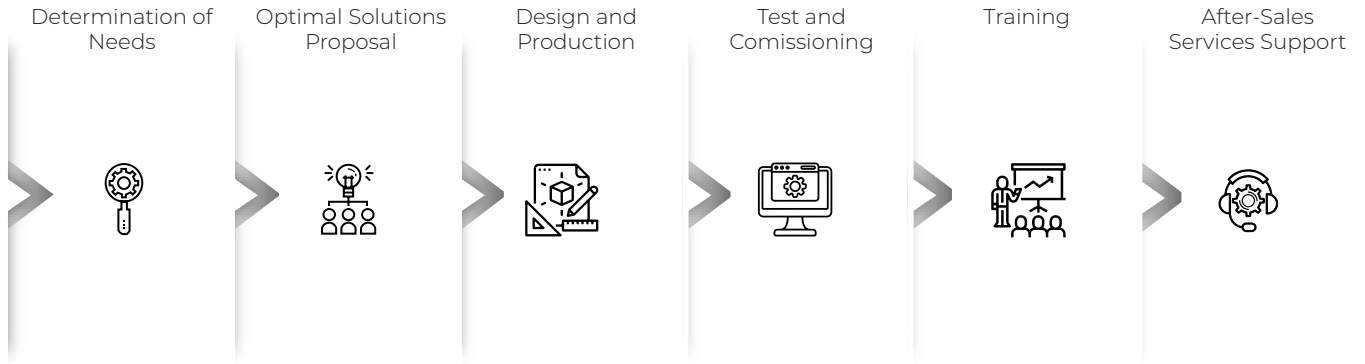 Determination of
Needs
Optimal Solutions
Proposal
Design and
Production
Test and
Comissioning
Training
After-Sales
Services Support